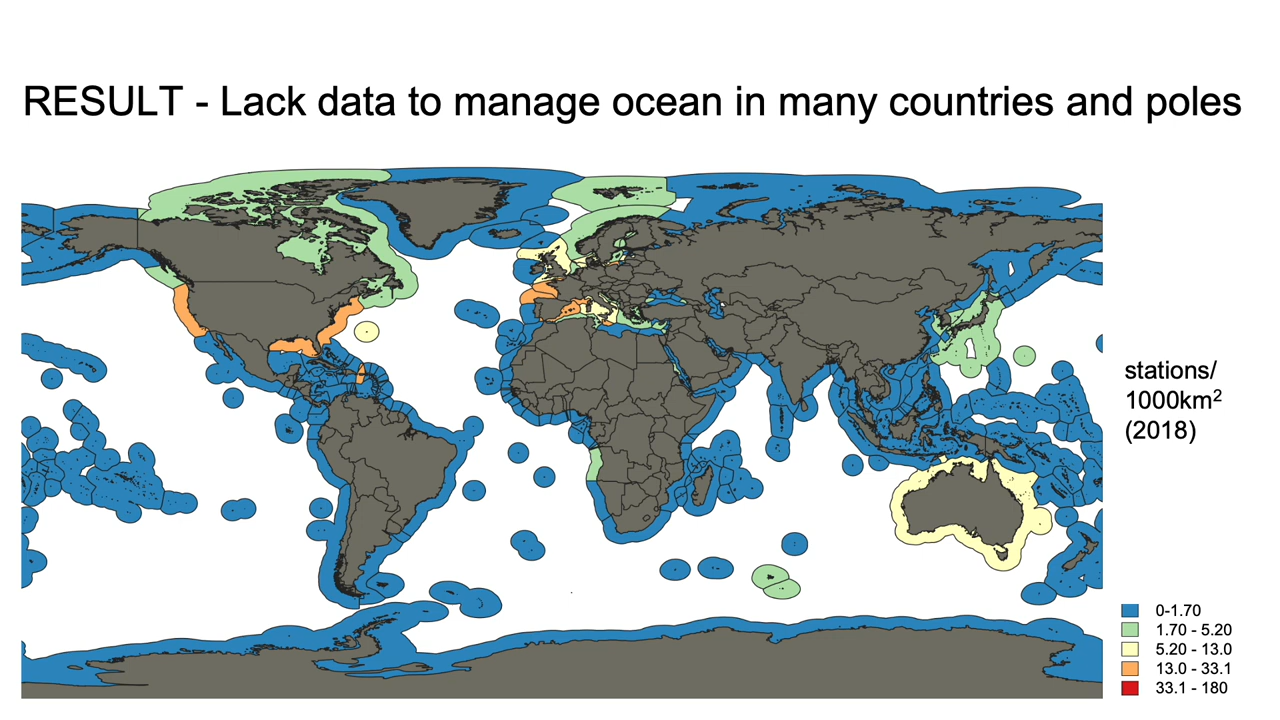 RESULT - Lack data to manage ocean in many countries and poles
stations/
1000km²
(2018)
0-1.70
1.70 - 5.20
5.20 - 13.0
13.0 - 33.1
33.1 - 180